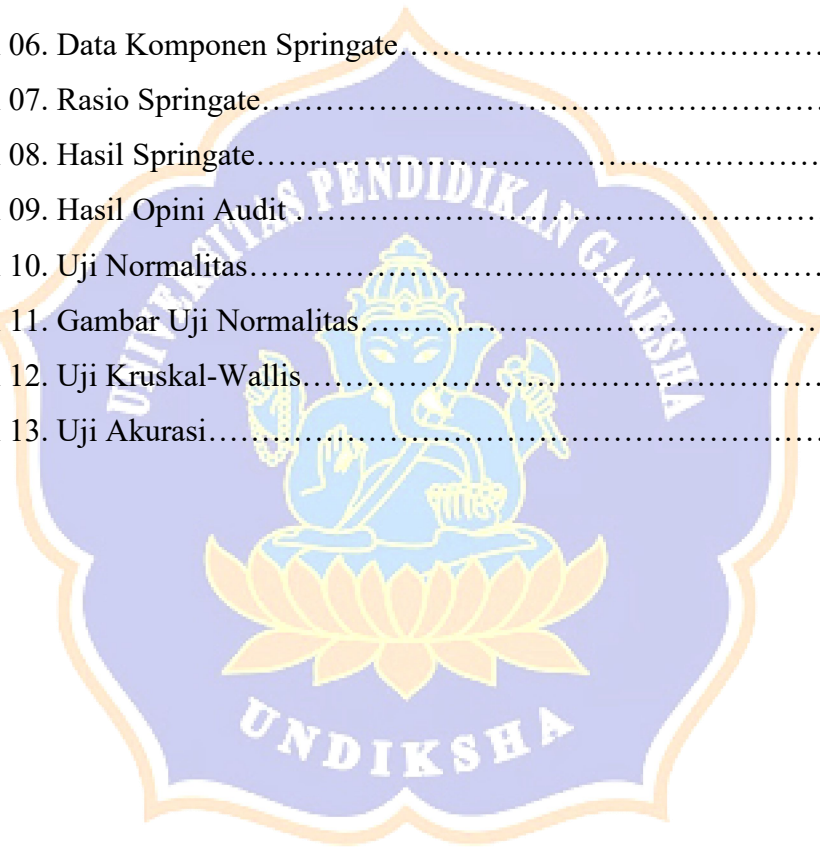 06. Data Komponen Springate…………………………………………
07. Rasio Springate………………………………………………………
08. Hasil Springate………………………………………………………
09. Hasil Opini Audit ……………………………………………………
10. Uji Normalitas…………………………………………………………
11. Gambar Uji Normalitas………………………………………………
12. Uji Kruskal-Wallis……………………………………………………
13. Uji Akurasi……………………………………………………………
UNIVERSITAS PENDIDIKAN GANESHA
UNDIKSHA